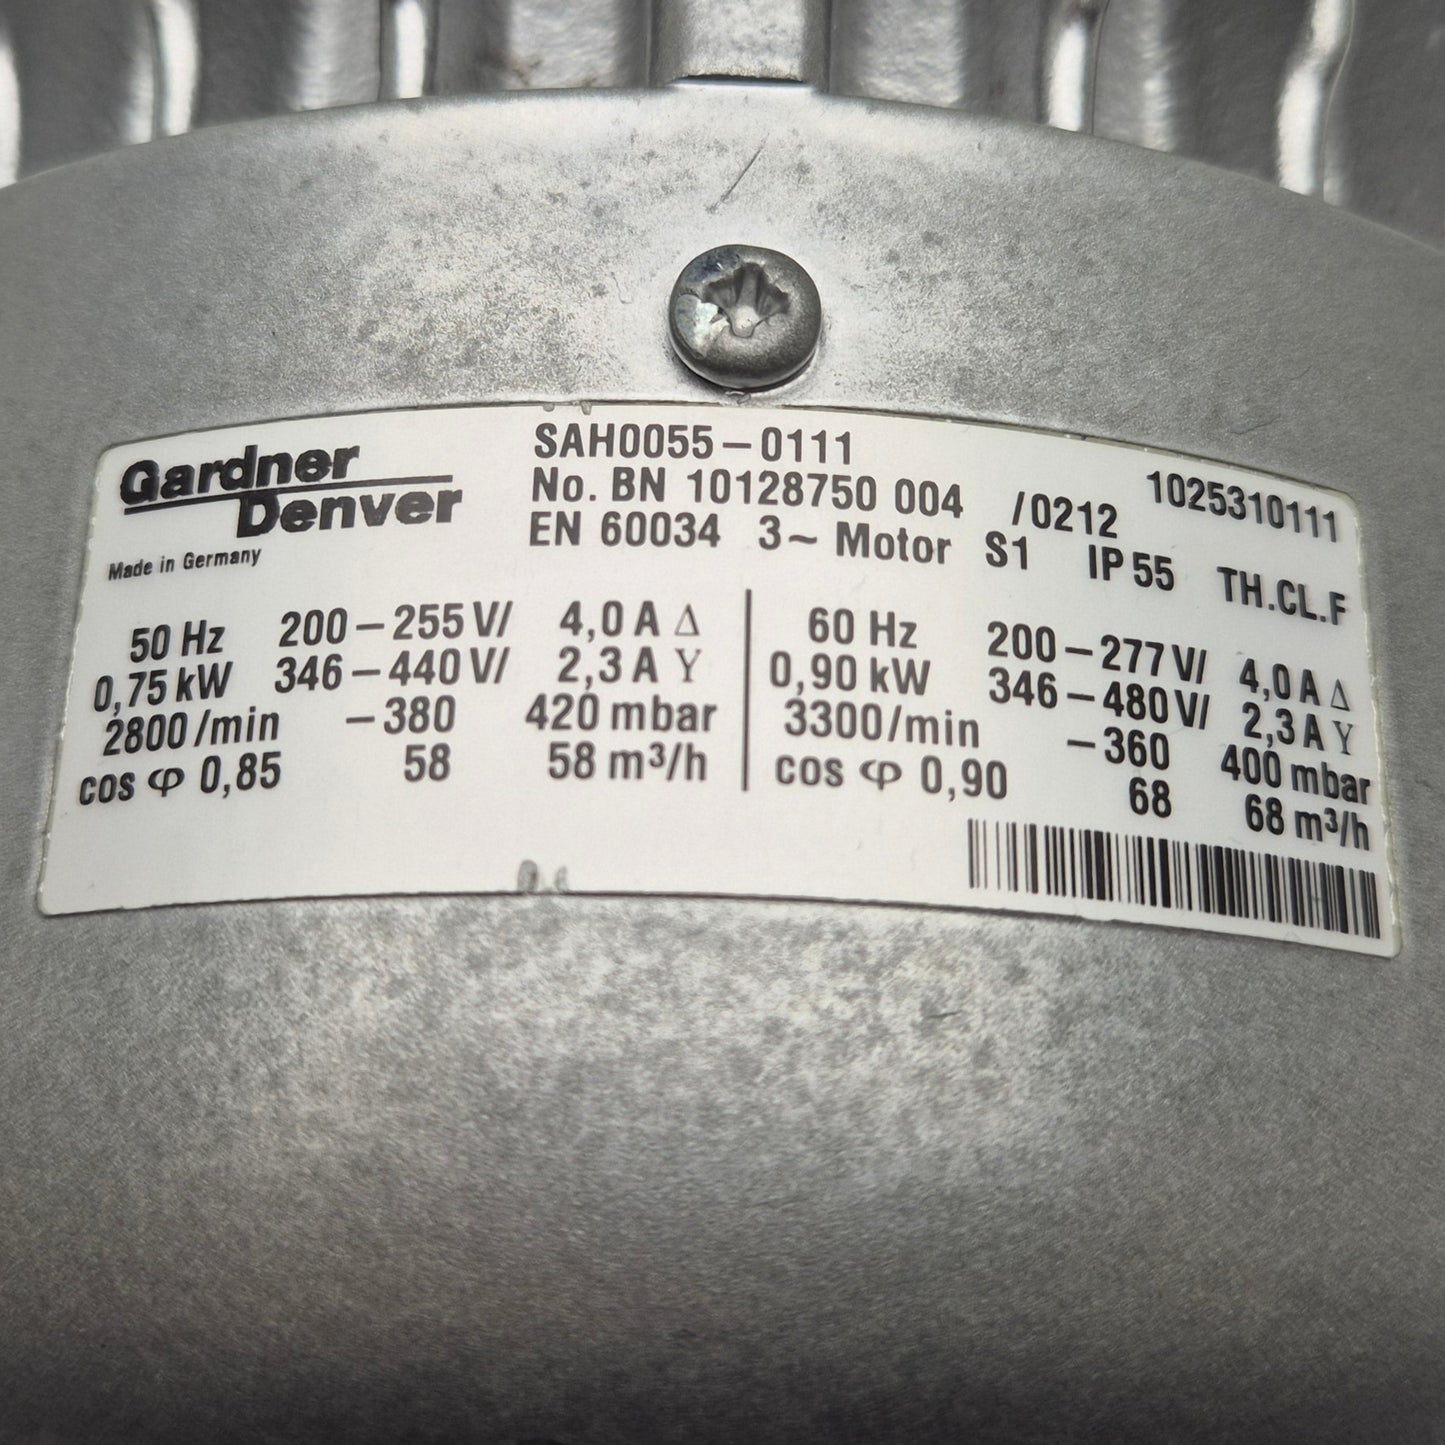 Gardner
Denver
Made in Germany
SAH0055-0111
No. BN 10128750 004 /0212 1025310111
EN 60034 3~ Motor S1 IP 55 TH.CL.F
50 Hz 200-255 V/ 4,0 A Δ
0,75 kW 346-440 V/ 2,3 A Y
2800/min -380 420 mbar
cos φ 0,85 58 58 m³/h
60 Hz 200-277 V/ 4,0 A Δ
0,90 kW 346-480 V/ 2,3 A Y
3300/min -360 400 mbar
cos φ 0,90 68 68 m³/h